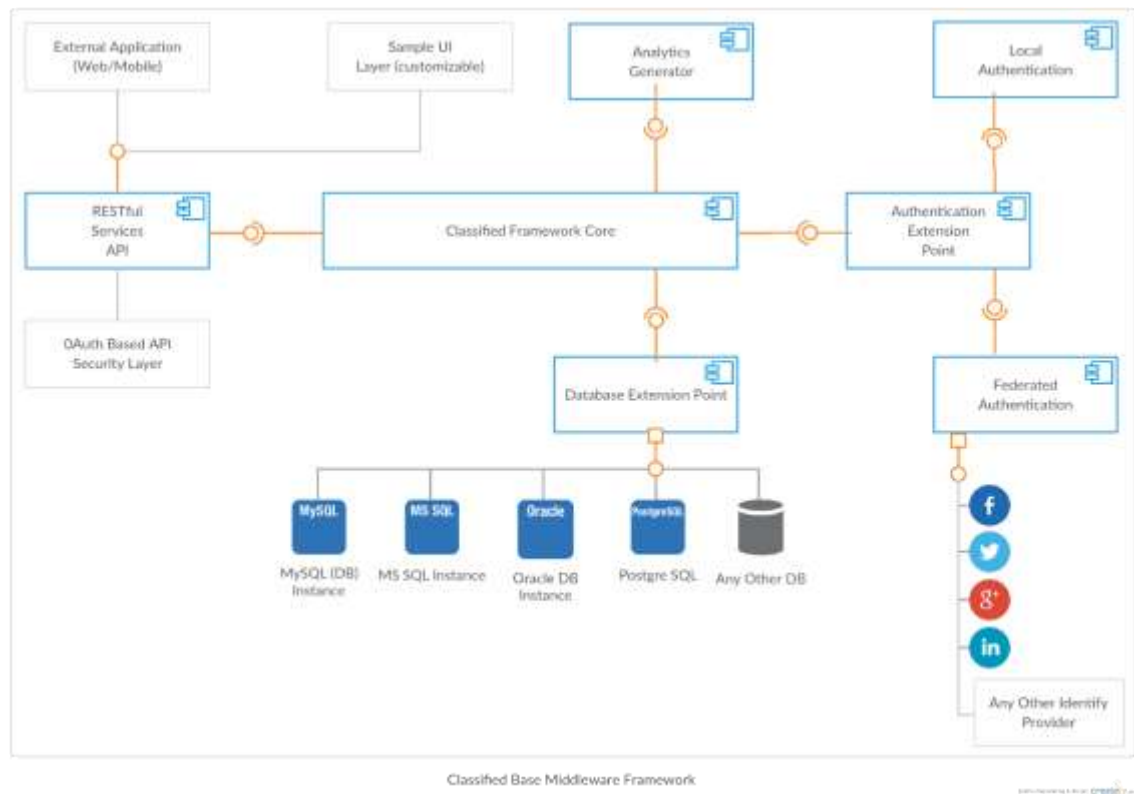 External Application
(Web/Mobile)
Sample UI
Layer (customizable)
Analytics
Generator
Local
Authentication
RESTful
Services
API
Classified Framework Core
Authentication
Extension
Point
OAuth Based API
Security Layer
Database Extension Point
Federated
Authentication
MySQL
MS SQL
Oracle
PostgreSQL
MySQL (DB)
Instance
MS SQL Instance
Oracle DB
Instance
Postgre SQL
Any Other DB
f
g+
in
Any Other Identify
Provider
Classified Base Middleware Framework